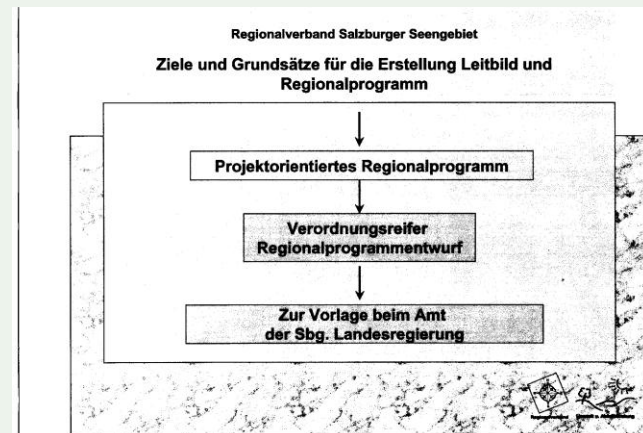 Regionalverband Salzburger Seengebiet
Ziele und Grundsätze für die Erstellung Leitbild und
Regionalprogramm
Projektorientiertes Regionalprogramm
Verordnungsreifer
Regionalprogrammentwurf
Zur Vorlage beim Amt
der Sbg. Landesregierung